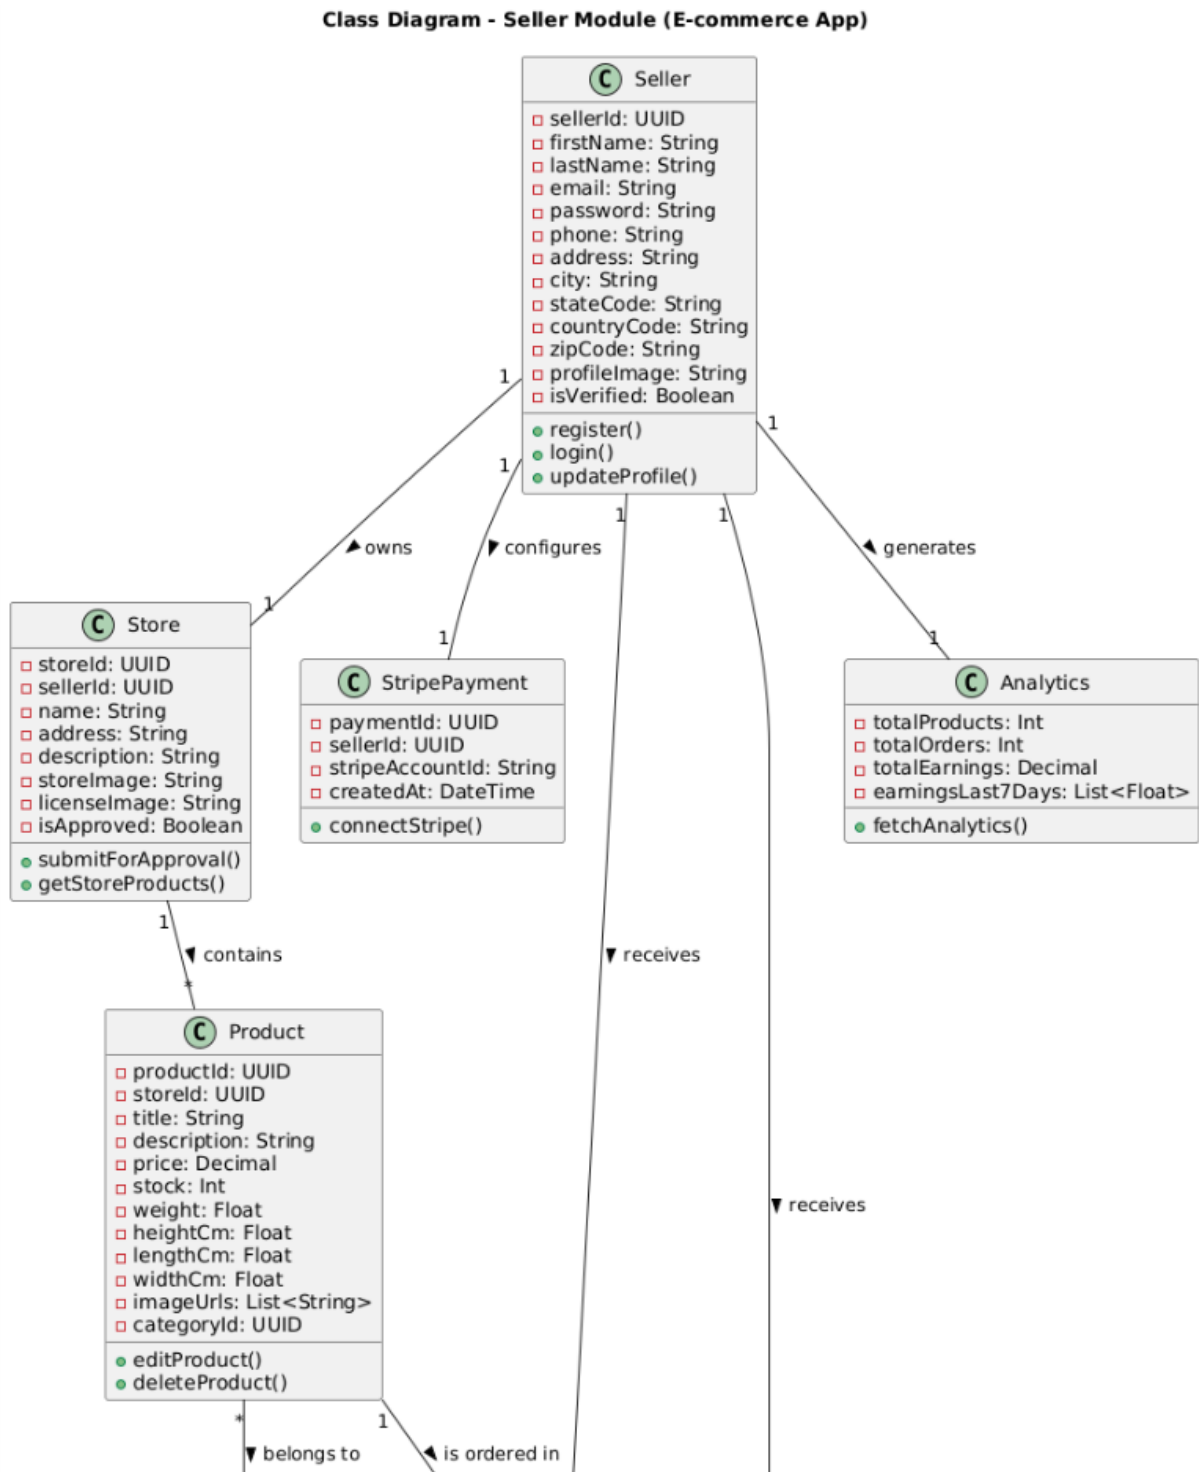 Class Diagram - Seller Module (E-commerce App)
C Seller
sellerId: UUID
firstName: String
lastName: String
email: String
password: String
phone: String
address: String
city: String
stateCode: String
countryCode: String
zipCode: String
profileImage: String
isVerified: Boolean
register()
login()
updateProfile()
1
1
1
1
1
owns
configures
generates
1
1
1
C Store
storeId: UUID
sellerId: UUID
name: String
address: String
description: String
storeImage: String
licenseImage: String
isApproved: Boolean
submitForApproval()
getStoreProducts()
C StripePayment
paymentId: UUID
sellerId: UUID
stripeAccountId: String
createdAt: DateTime
connectStripe()
C Analytics
totalProducts: Int
totalOrders: Int
totalEarnings: Decimal
earningsLast7Days: List<Float>
fetchAnalytics()
1
contains
*
receives
C Product
productId: UUID
storeId: UUID
title: String
description: String
price: Decimal
stock: Int
weight: Float
heightCm: Float
lengthCm: Float
widthCm: Float
imageUrls: List<String>
categoryId: UUID
editProduct()
deleteProduct()
receives
*
1
belongs to
is ordered in